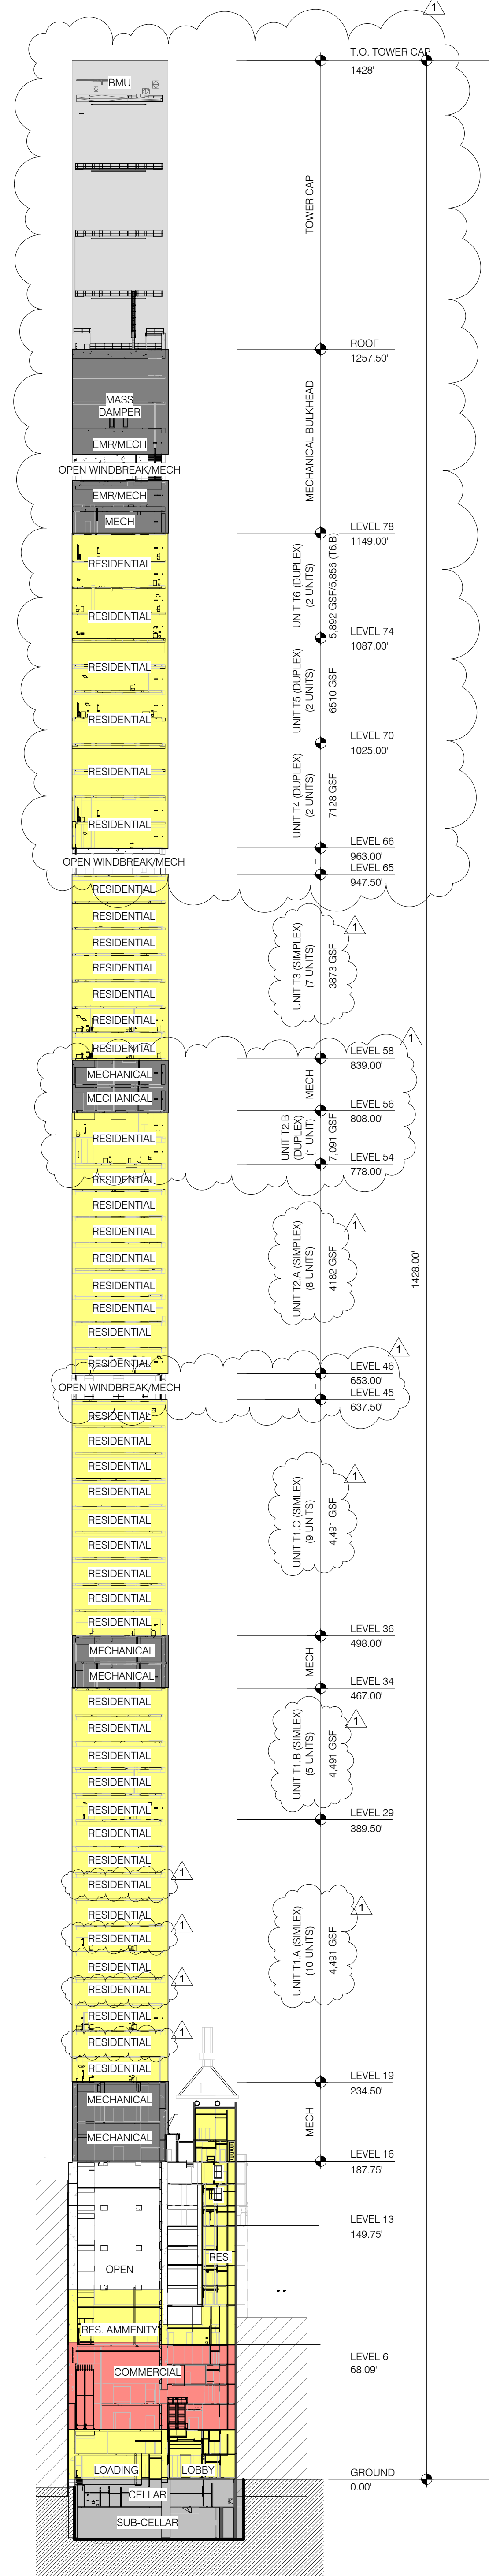 1
T.O. TOWER CAP
1428'
BMU
TOWER CAP
ROOF
1257.50'
MASS
DAMPER
MECHANICAL BULKHEAD
EMR/MECH
OPEN WINDBREAK/MECH
EMR/MECH
MECH
LEVEL 78
1149.00'
RESIDENTIAL
UNIT T6 (DUPLEX)
(2 UNITS)
5,892 GSF/5,856 (T6.B)
RESIDENTIAL
LEVEL 74
1087.00'
RESIDENTIAL
UNIT T5 (DUPLEX)
(2 UNITS)
6510 GSF
RESIDENTIAL
LEVEL 70
1025.00'
RESIDENTIAL
UNIT T4 (DUPLEX)
(2 UNITS)
7128 GSF
RESIDENTIAL
LEVEL 66
963.00'
OPEN WINDBREAK/MECH
LEVEL 65
947.50'
RESIDENTIAL
RESIDENTIAL
1
RESIDENTIAL
UNIT T3 (SIMPLEX)
(7 UNITS)
3873 GSF
RESIDENTIAL
RESIDENTIAL
RESIDENTIAL
1
RESIDENTIAL
LEVEL 58
839.00'
MECHANICAL
MECH
MECHANICAL
LEVEL 56
808.00'
RESIDENTIAL
UNIT T2.B
(DUPLEX)
(1 UNIT)
7,091 GSF
LEVEL 54
778.00'
RESIDENTIAL
RESIDENTIAL
1
RESIDENTIAL
UNIT T2.A (SIMPLEX)
(8 UNITS)
4182 GSF
1428.00'
RESIDENTIAL
RESIDENTIAL
RESIDENTIAL
RESIDENTIAL
1
RESIDENTIAL
LEVEL 46
653.00'
OPEN WINDBREAK/MECH
LEVEL 45
637.50'
RESIDENTIAL
RESIDENTIAL
RESIDENTIAL
1
RESIDENTIAL
UNIT T1.C (SIMLEX)
(9 UNITS)
4,491 GSF
RESIDENTIAL
RESIDENTIAL
RESIDENTIAL
RESIDENTIAL
RESIDENTIAL
LEVEL 36
498.00'
MECHANICAL
MECH
MECHANICAL
LEVEL 34
467.00'
RESIDENTIAL
1
RESIDENTIAL
UNIT T1.B (SIMLEX)
(5 UNITS)
4,491 GSF
RESIDENTIAL
RESIDENTIAL
RESIDENTIAL
LEVEL 29
389.50'
RESIDENTIAL
RESIDENTIAL
1
RESIDENTIAL
1
RESIDENTIAL
1
RESIDENTIAL
UNIT T1.A (SIMLEX)
(10 UNITS)
4,491 GSF
RESIDENTIAL
1
RESIDENTIAL
RESIDENTIAL
1
RESIDENTIAL
RESIDENTIAL
LEVEL 19
234.50'
MECHANICAL
MECH
MECHANICAL
LEVEL 16
187.75'
LEVEL 13
149.75'
RES.
OPEN
RES. AMMENITY
LEVEL 6
68.09'
COMMERCIAL
LOADING
LOBBY
GROUND
0.00'
CELLAR
SUB-CELLAR